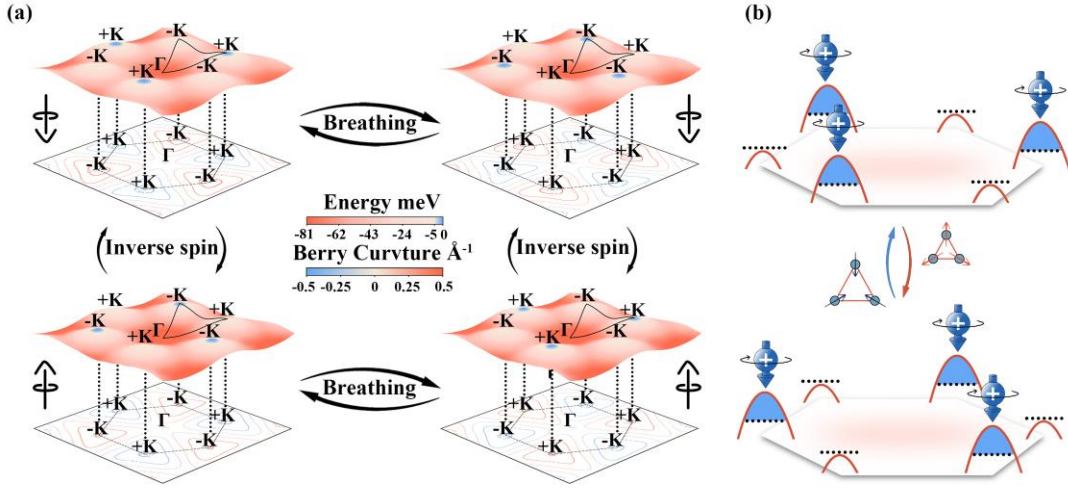 (a)
+K
-K
-K
Γ
+K
-K
+K
-K
-K
Γ
+K
-K
+K
-K
+K
-K
Γ
+K
-K
+K
-K
+K
-K
Γ
+K
-K
Breathing
Energy meV
-81 -62 -43 -24 -5 0
Berry Curvture Å⁻¹
-0.5 -0.25 0 0.25 0.5
Inverse spin
Inverse spin
+K
-K
-K
Γ
+K
-K
+K
-K
-K
Γ
+K
-K
+K
-K
+K
-K
Γ
+K
-K
+K
-K
+K
-K
Γ
+K
-K
Breathing
(b)
+
+
+
+
+
+